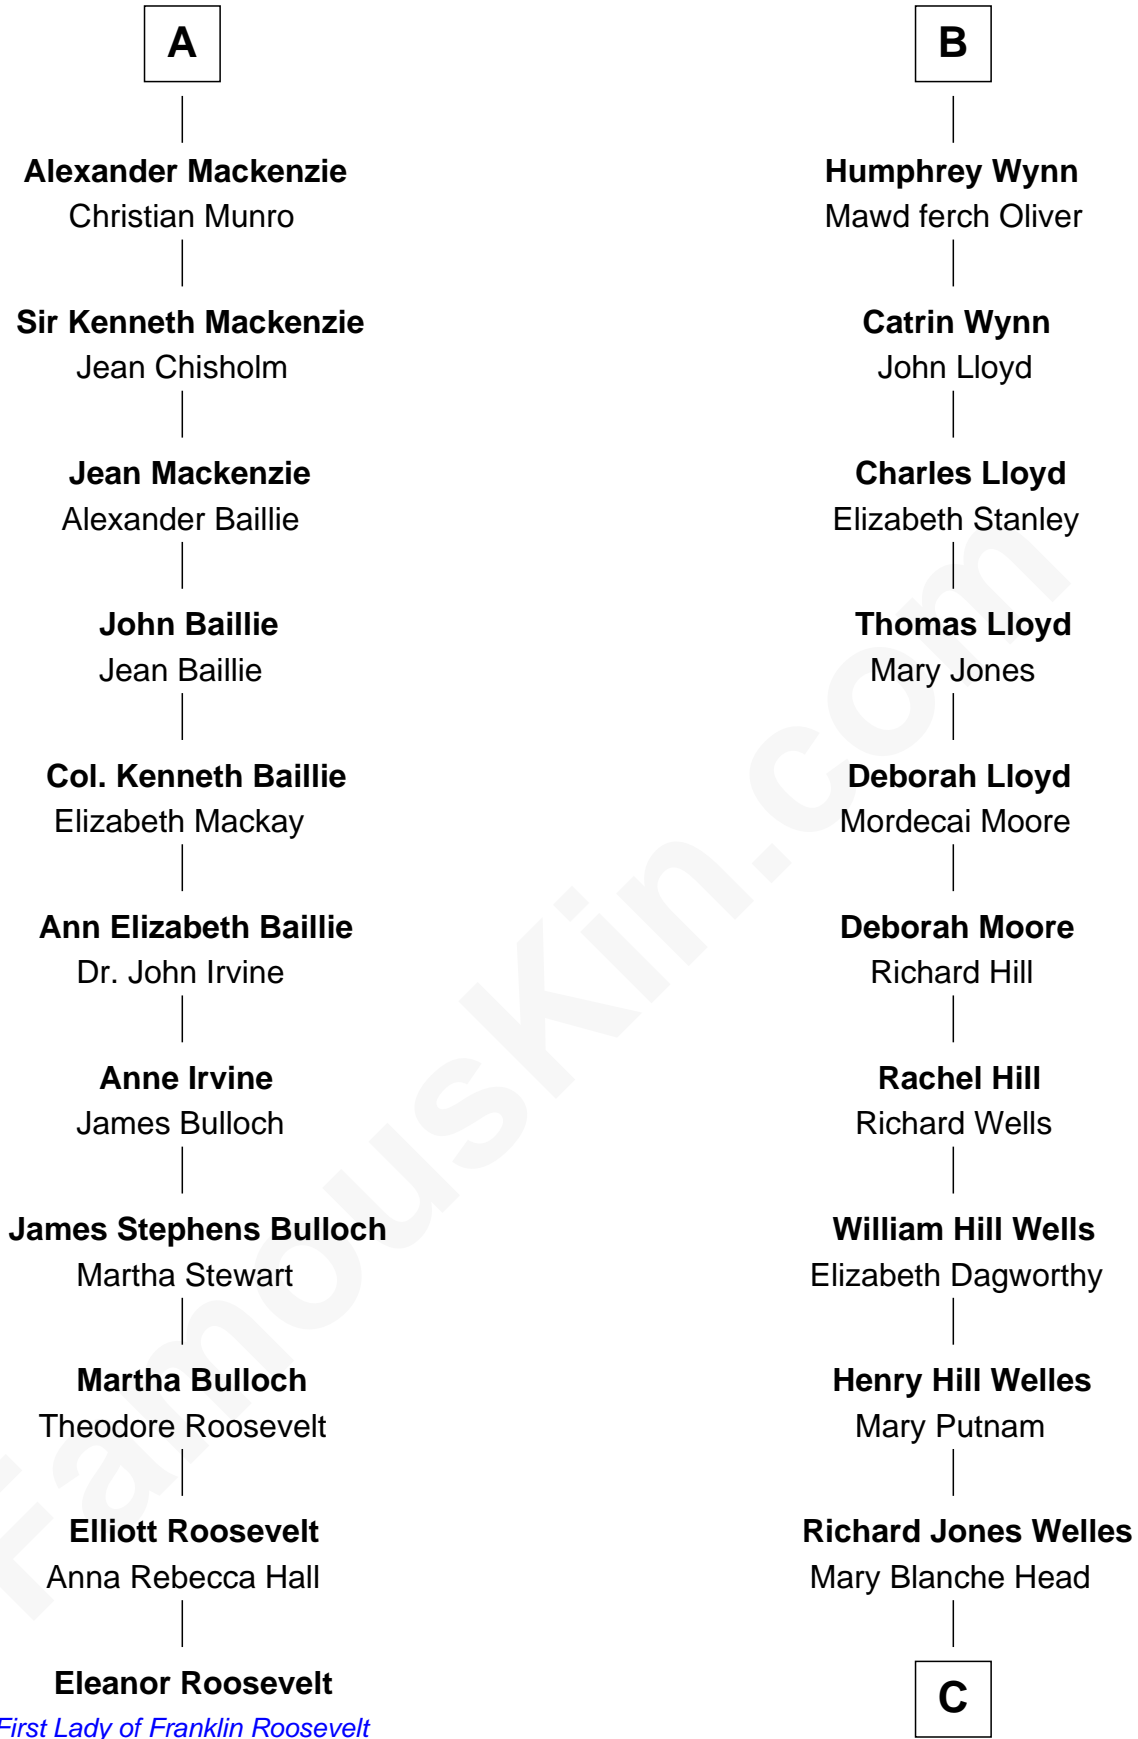 A
Alexander Mackenzie
Christian Munro
Sir Kenneth Mackenzie
Jean Chisholm
Jean Mackenzie
Alexander Baillie
John Baillie
Jean Baillie
Col. Kenneth Baillie
Elizabeth Mackay
Ann Elizabeth Baillie
Dr. John Irvine
Anne Irvine
James Bulloch
James Stephens Bulloch
Martha Stewart
Martha Bulloch
Theodore Roosevelt
Elliott Roosevelt
Anna Rebecca Hall
Eleanor Roosevelt
First Lady of Franklin Roosevelt
B
Humphrey Wynn
Mawd ferch Oliver
Catrin Wynn
John Lloyd
Charles Lloyd
Elizabeth Stanley
Thomas Lloyd
Mary Jones
Deborah Lloyd
Mordecai Moore
Deborah Moore
Richard Hill
Rachel Hill
Richard Wells
William Hill Wells
Elizabeth Dagworthy
Henry Hill Welles
Mary Putnam
Richard Jones Welles
Mary Blanche Head
C
FamousKin.com